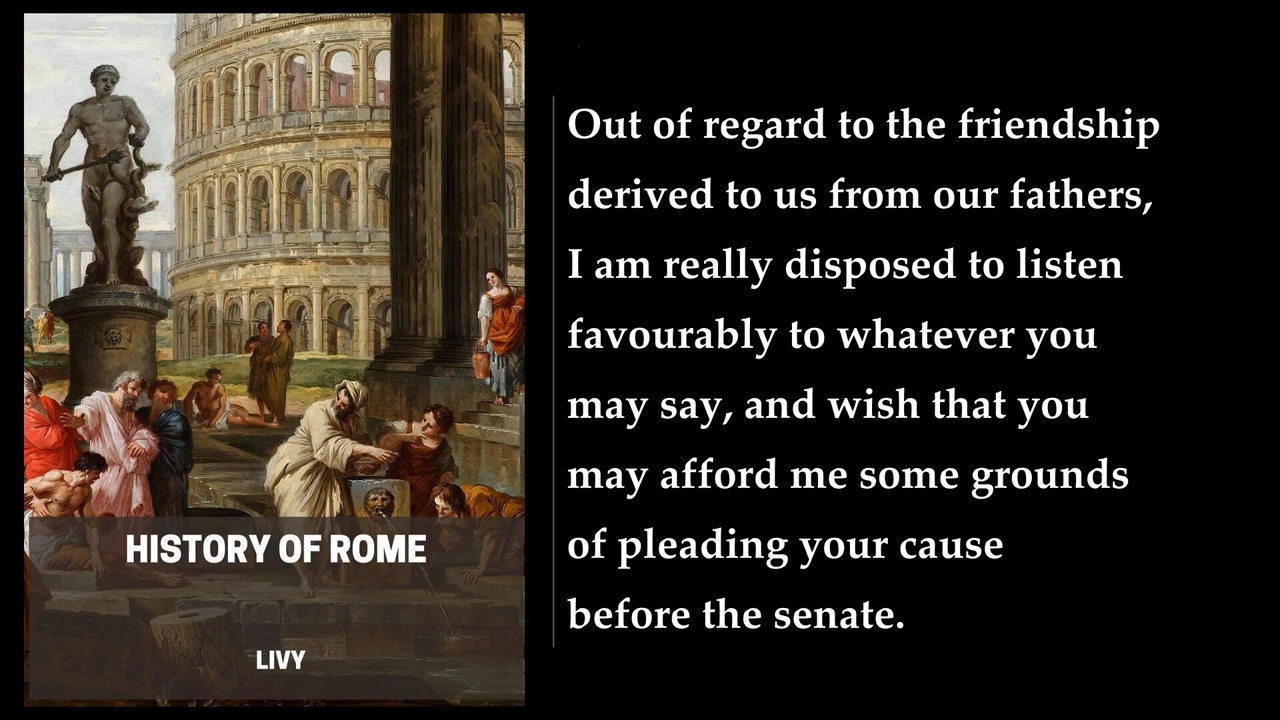 HISTORY OF ROME
LIVY
Out of regard to the friendship
derived to us from our fathers,
I am really disposed to listen
favourably to whatever you
may say, and wish that you
may afford me some grounds
of pleading your cause
before the senate.